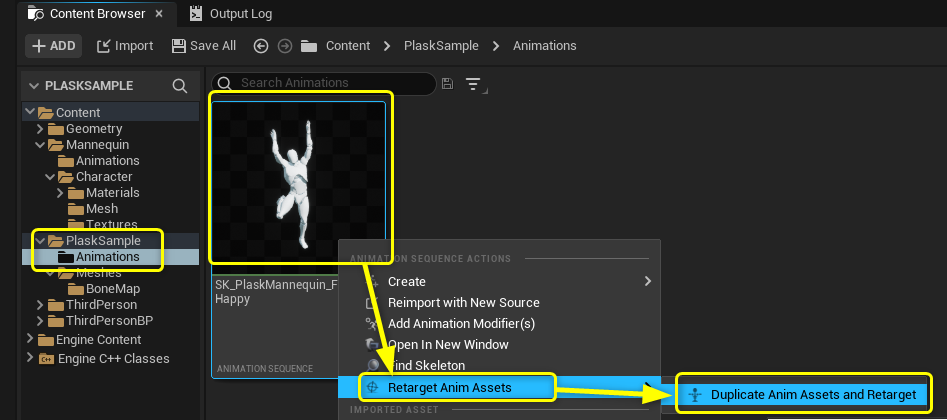 Content Browser
Output Log
ADD
Import
Save All
Content
PlaskSample
Animations
PLASKSAMPLE
Search Animations
Content
Geometry
Mannequin
Animations
Character
Materials
Mesh
Textures
PlaskSample
Animations
Meshes
BoneMap
ThirdPerson
ThirdPersonBP
Engine Content
Engine C++ Classes
SK_PlaskMannequin_F
Happy
ANIMATION SEQUENCE
ANIMATION SEQUENCE ACTIONS
Create
Reimport with New Source
Add Animation Modifier(s)
Open In New Window
Find Skeleton
Retarget Anim Assets
Duplicate Anim Assets and Retarget
IMPORTED ASSET